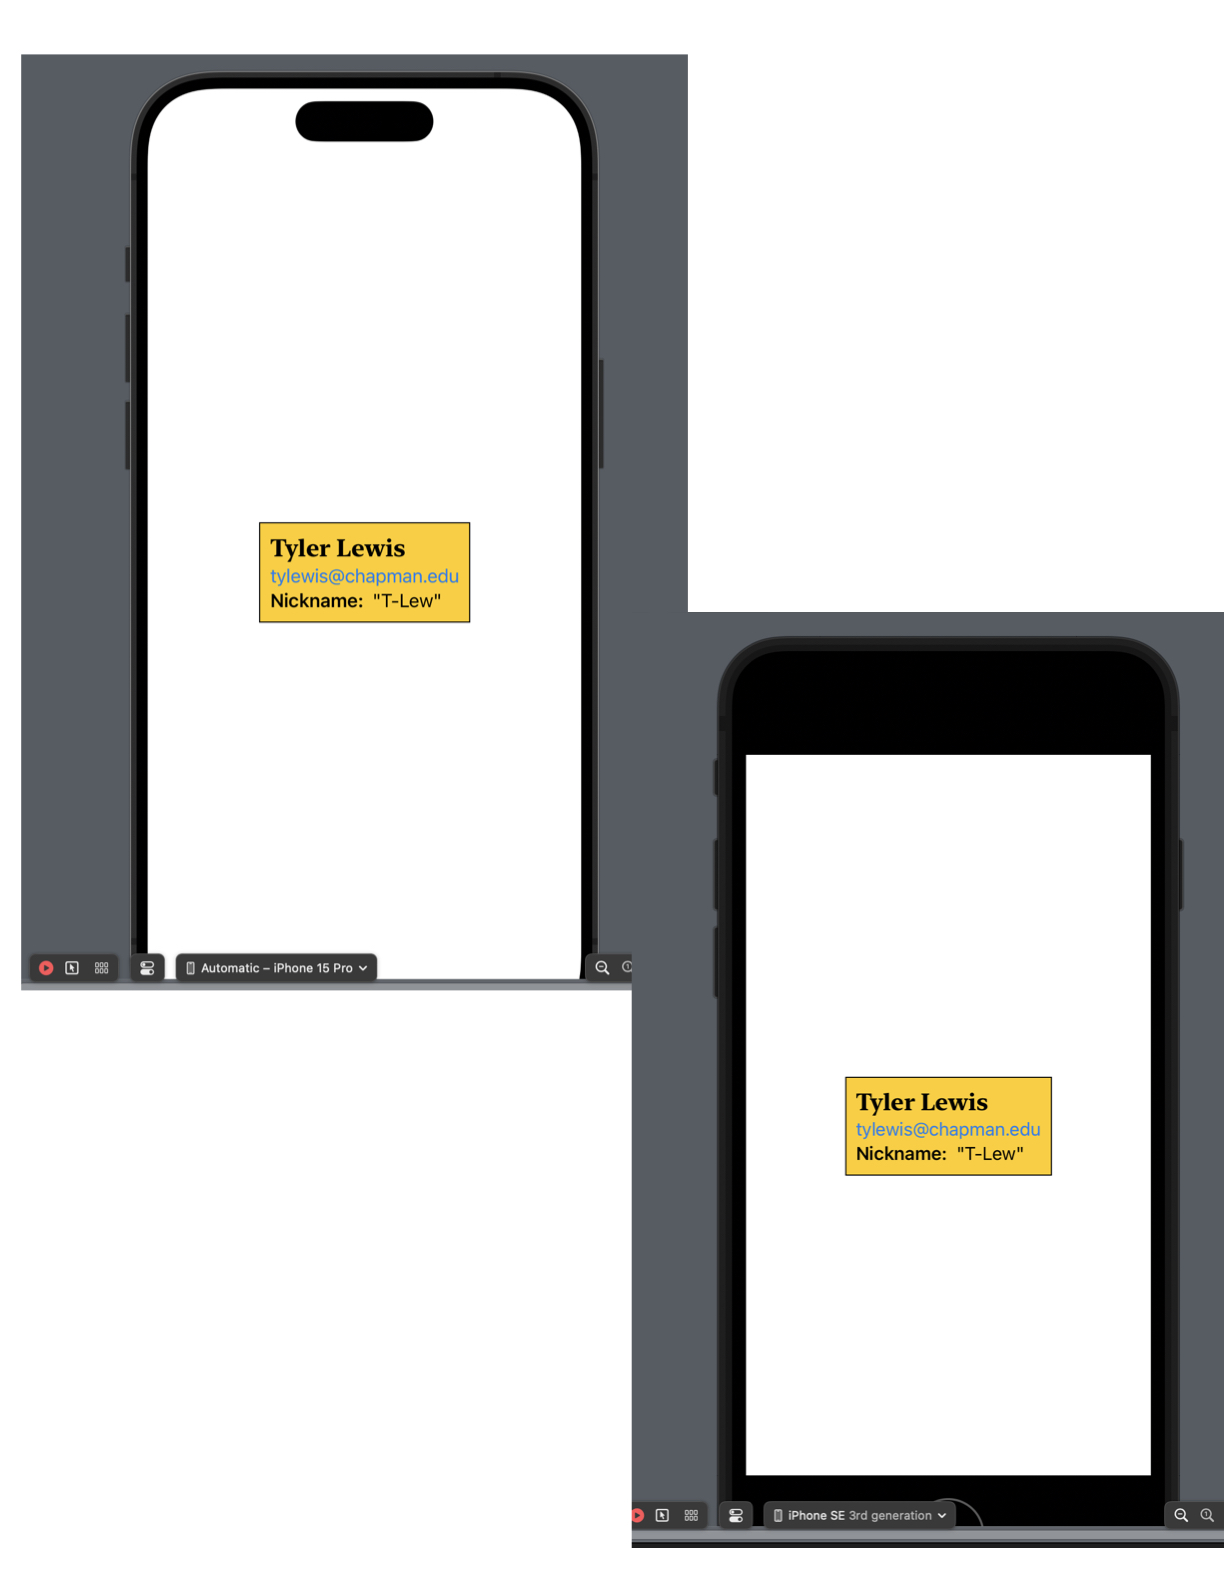 Tyler Lewis
tylewis@chapman.edu
Nickname: "T-Lew"
Automatic – iPhone 15 Pro
Tyler Lewis
tylewis@chapman.edu
Nickname: "T-Lew"
iPhone SE 3rd generation